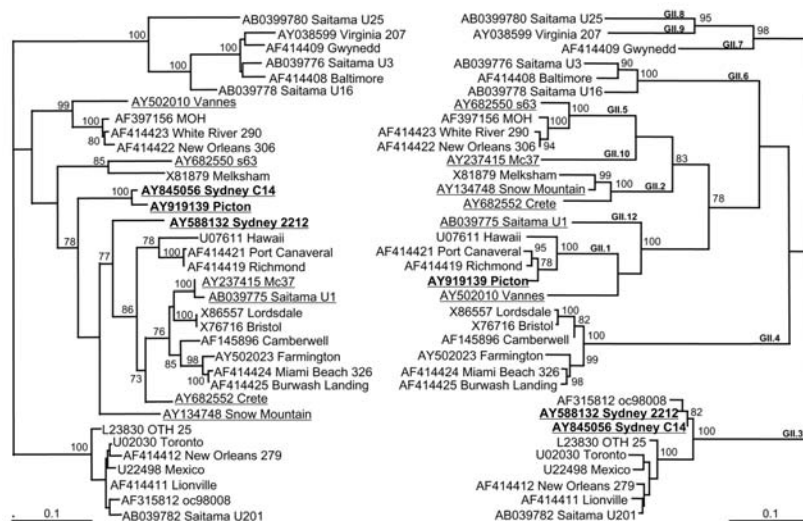 AB0399780 Saitama U25
AY038599 Virginia 207
AF414409 Gwynedd
AB039776 Saitama U3
AF414408 Baltimore
AB039778 Saitama U16
AY502010 Vannes
AF397156 MOH
AF414423 White River 290
AF414422 New Orleans 306
AY682550 s63
X81879 Melksham
AY845056 Sydney C14
AY919139 Picton
AY588132 Sydney 2212
U07611 Hawaii
AF414421 Port Canaveral
AF414419 Richmond
AY237415 Mc37
AB039775 Saitama U1
X86557 Lordsdale
X76716 Bristol
AF145896 Camberwell
AY502023 Farmington
AF414424 Miami Beach 326
AF414425 Burwash Landing
AY682552 Crete
AY134748 Snow Mountain
L23830 OTH 25
U02030 Toronto
AF414412 New Orleans 279
U22498 Mexico
AF414411 Lionville
AF315812 oc98008
AB039782 Saitama U201
100
100
100
99
100
80
85
100
78
77
78
100
86
100
76
85
98
100
73
100
0.1
AB0399780 Saitama U25
AY038599 Virginia 207
AF414409 Gwynedd
AB039776 Saitama U3
AF414408 Baltimore
AB039778 Saitama U16
AY682550 s63
AF397156 MOH
AF414423 White River 290
AF414422 New Orleans 306
AY237415 Mc37
X81879 Melksham
AY134748 Snow Mountain
AY682552 Crete
AB039775 Saitama U1
U07611 Hawaii
AF414421 Port Canaveral
AF414419 Richmond
AY919139 Picton
AY502010 Vannes
X86557 Lordsdale
X76716 Bristol
AF145896 Camberwell
AY502023 Farmington
AF414424 Miami Beach 326
AF414425 Burwash Landing
AF315812 oc98008
AY588132 Sydney 2212
AY845056 Sydney C14
L23830 OTH 25
U02030 Toronto
U22498 Mexico
AF414412 New Orleans 279
AF414411 Lionville
AB039782 Saitama U201
GII.8
95
GII.9
98
GII.7
90
100
GII.6
GII.5
100
100
94
GII.10
83
99
100
GII.2
78
GII.12
95
100
GII.1
78
100
100
82
100
GII.4
99
98
82
100
100
GII.3
0.1